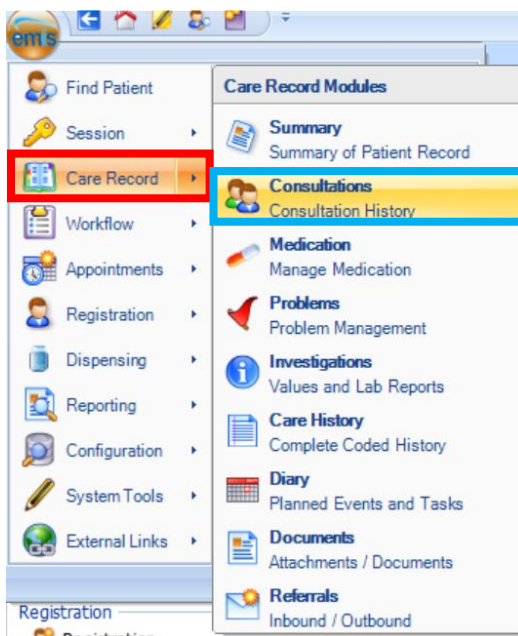 emis
Find Patient
Session
Care Record
Workflow
Appointments
Registration
Dispensing
Reporting
Configuration
System Tools
External Links
Care Record Modules
Summary
Summary of Patient Record
Consultations
Consultation History
Medication
Manage Medication
Problems
Problem Management
Investigations
Values and Lab Reports
Care History
Complete Coded History
Diary
Planned Events and Tasks
Documents
Attachments / Documents
Referrals
Inbound / Outbound
Registration
Registration